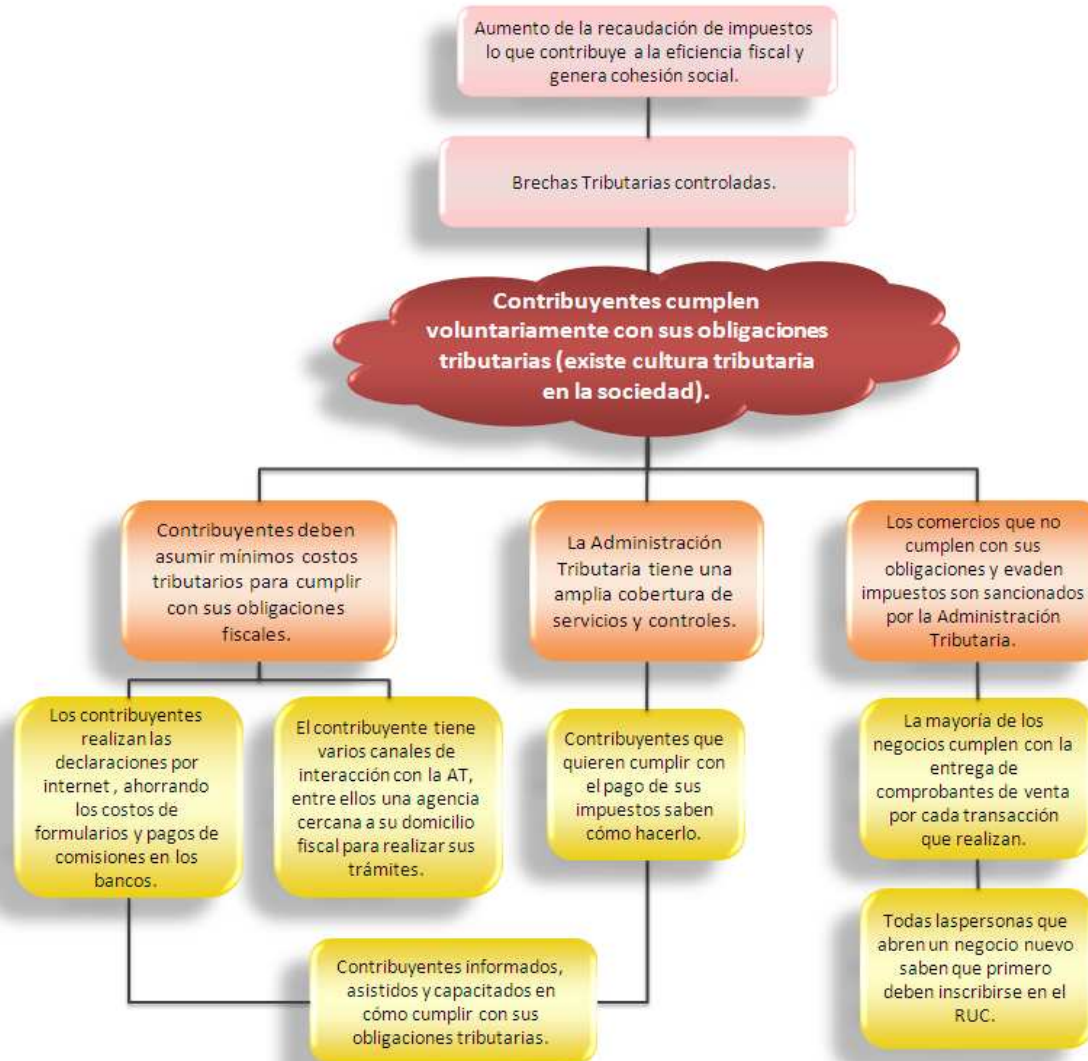 Aumento de la recaudación de impuestos
lo que contribuye a la eficiencia fiscal y
genera cohesión social.
Brechas Tributarias controladas.
Contribuyentes cumplen
voluntariamente con sus obligaciones
tributarias (existe cultura tributaria
en la sociedad).
Contribuyentes deben
asumir mínimos costos
tributarios para cumplir
con sus obligaciones
fiscales.
La Administración
Tributaria tiene una
amplia cobertura de
servicios y controles.
Los comercios que no
cumplen con sus
obligaciones y evaden
impuestos son sancionados
por la Administración
Tributaria.
Los contribuyentes
realizan las
declaraciones por
internet , ahorrando
los costos de
formularios y pagos de
comisiones en los
bancos.
El contribuyente tiene
varios canales de
interacción con la AT,
entre ellos una agencia
cercana a su domicilio
fiscal para realizar sus
trámites.
Contribuyentes que
quieren cumplir con
el pago de sus
impuestos saben
cómo hacerlo.
La mayoría de los
negocios cumplen con la
entrega de
comprobantes de venta
por cada transacción
que realizan.
Contribuyentes informados,
asistidos y capacitados en
cómo cumplir con sus
obligaciones tributarias.
Todas laspersonas que
abren un negocio nuevo
saben que primero
deben inscribirse en el
RUC.